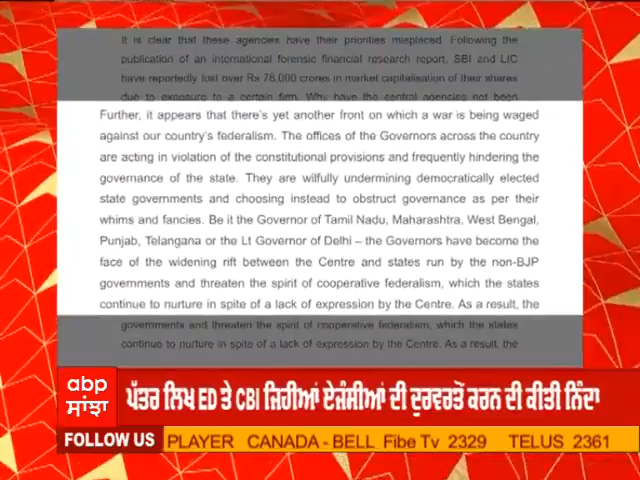 It is clear that these agencies have their priorities misplaced. Following the
publication of an international forensic financial research report, SBI and LIC
have reportedly lost over Rs 78,000 crores in market capitalisation of their shares
due to exposure to a certain firm. Why have the central agencies not been
Further, it appears that there's yet another front on which a war is being waged
against our country's federalism. The offices of the Governors across the country
are acting in violation of the constitutional provisions and frequently hindering the
governance of the state. They are wilfully undermining democratically elected
state governments and choosing instead to obstruct governance as per their
whims and fancies. Be it the Governor of Tamil Nadu, Maharashtra, West Bengal,
Punjab, Telangana or the Lt Governor of Delhi – the Governors have become the
face of the widening rift between the Centre and states run by the non-BJP
governments and threaten the spirit of cooperative federalism, which the states
continue to nurture in spite of a lack of expression by the Centre. As a result, the
governments and threaten the spirit of cooperative federalism, which the states
continue to nurture in spite of a lack of expression by the Centre. As a result, the
abp
ਸਾਂਝਾ
ਪੱਤਰ ਲਿਖ ED ਤੇ CBI ਜ਼ਿਹੀਆਂ ਏਜੰਸੀਆਂ ਦੀ ਦੁਰਵਰਤੋਂ ਕਰਨ ਦੀ ਕੀਤੀ ਨਿੰਦਾ
FOLLOW US PLAYER CANADA - BELL Fibe Tv 2329 TELUS 2361